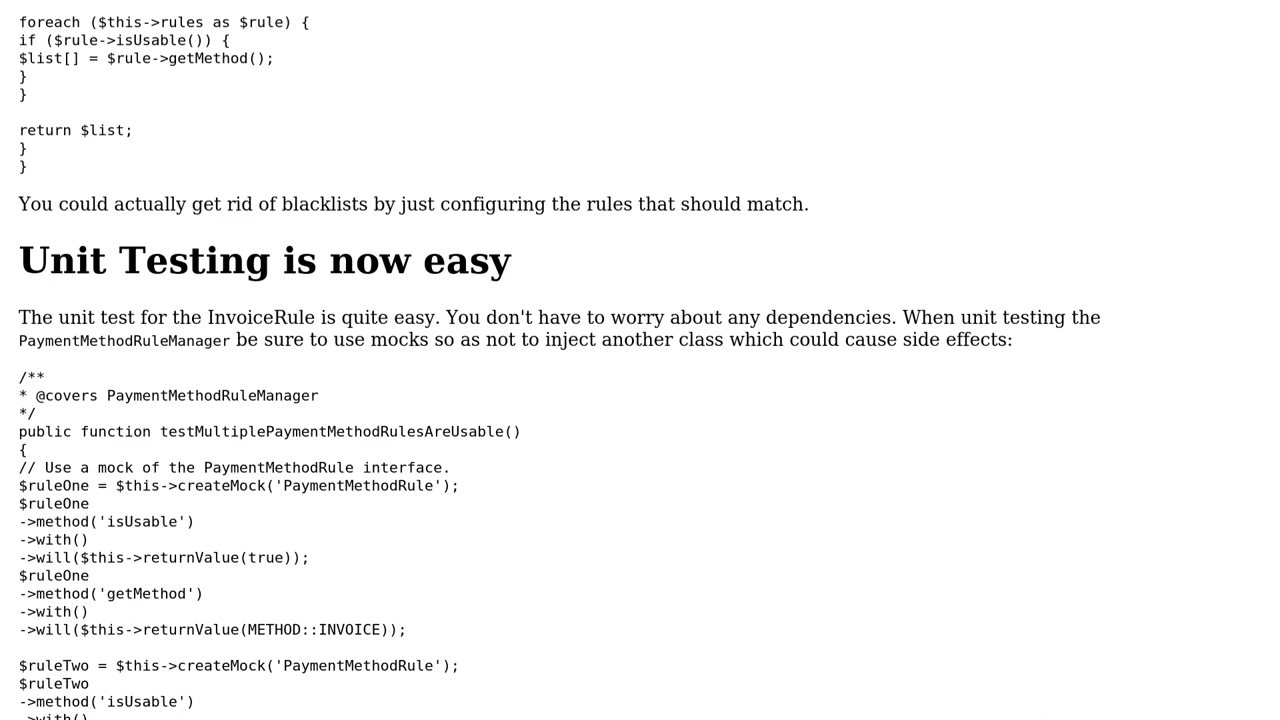 foreach ($this->rules as $rule) {
if ($rule->isUsable()) {
$list[] = $rule->getMethod();
}
}

return $list;
}
}

You could actually get rid of blacklists by just configuring the rules that should match.

Unit Testing is now easy

The unit test for the InvoiceRule is quite easy. You don't have to worry about any dependencies. When unit testing the
PaymentMethodRuleManager be sure to use mocks so as not to inject another class which could cause side effects:

/**
* @covers PaymentMethodRuleManager
*/
public function testMultiplePaymentMethodRulesAreUsable()
{
// Use a mock of the PaymentMethodRule interface.
$ruleOne = $this->createMock('PaymentMethodRule');
$ruleOne
->method('isUsable')
->with()
->will($this->returnValue(true));
$ruleOne
->method('getMethod')
->with()
->will($this->returnValue(METHOD::INVOICE));

$ruleTwo = $this->createMock('PaymentMethodRule');
$ruleTwo
->method('isUsable')
->with()